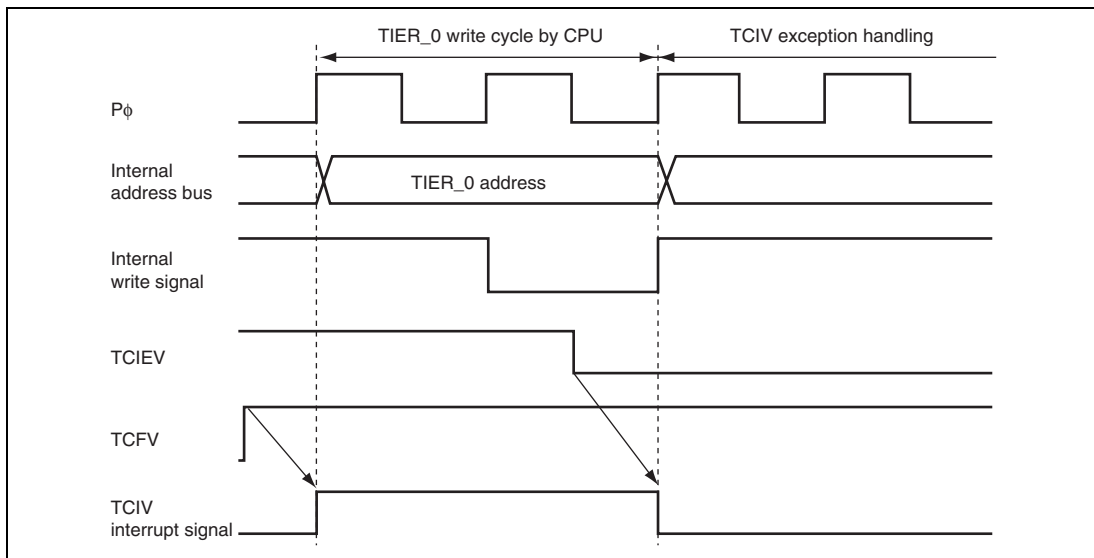 TIER_0 write cycle by CPU
TCIV exception handling
Pϕ
Internal
address bus
TIER_0 address
Internal
write signal
TCIEV
TCFV
TCIV
interrupt signal